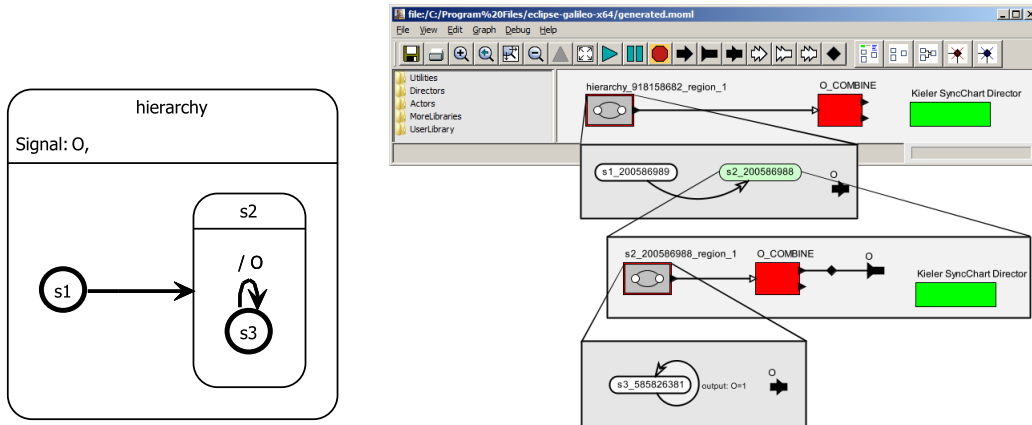 hierarchy
Signal: O,
s1
s2
/ O
s3
file:/C:/Program%20Files/eclipse-galileo-x64/generated.moml
File View Edit Graph Debug Help
Utilities
Directors
Actors
MoreLibraries
UserLibrary
hierarchy_918158682_region_1
O_COMBINE
Kieler SyncChart Director
s1_200586989
s2_200586988
O
s2_200586988_region_1
O_COMBINE
O
Kieler SyncChart Director
s3_585826381
output: O=1
O